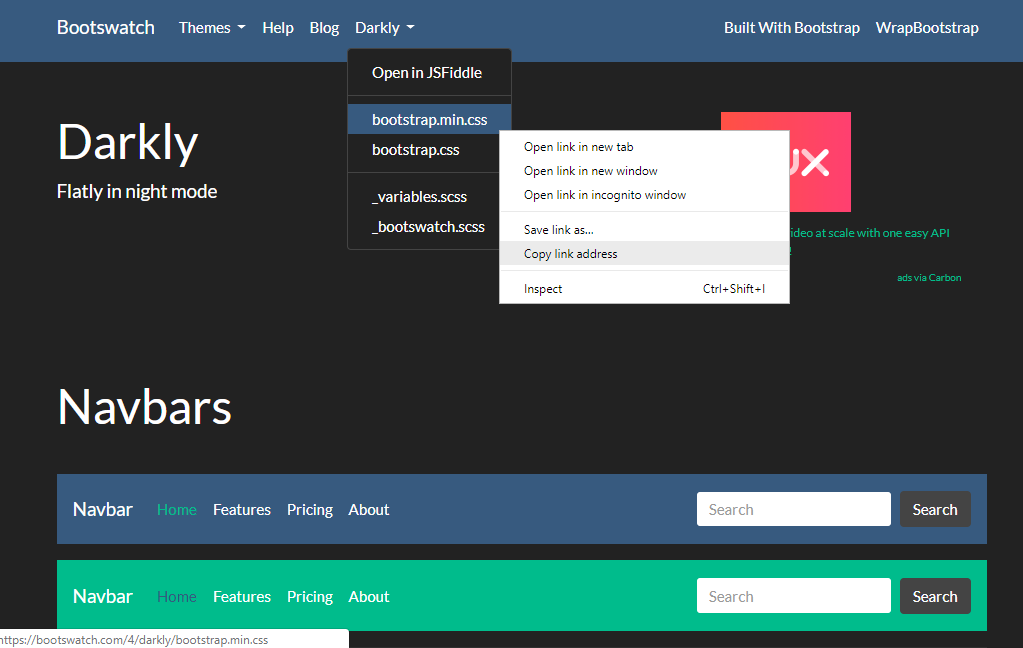 Bootswatch Themes Help Blog Darkly Built With Bootstrap WrapBootstrap
Open in JSFiddle
bootstrap.min.css
bootstrap.css
_variables.scss
_bootswatch.scss
Open link in new tab
Open link in new window
Open link in incognito window
Save link as...
Copy link address
Inspect Ctrl+Shift+I
Darkly
Flatly in night mode
UX
ideo at scale with one easy API
ads via Carbon
Navbars
Navbar Home Features Pricing About Search Search
Navbar Home Features Pricing About Search Search
https://bootswatch.com/4/darkly/bootstrap.min.css